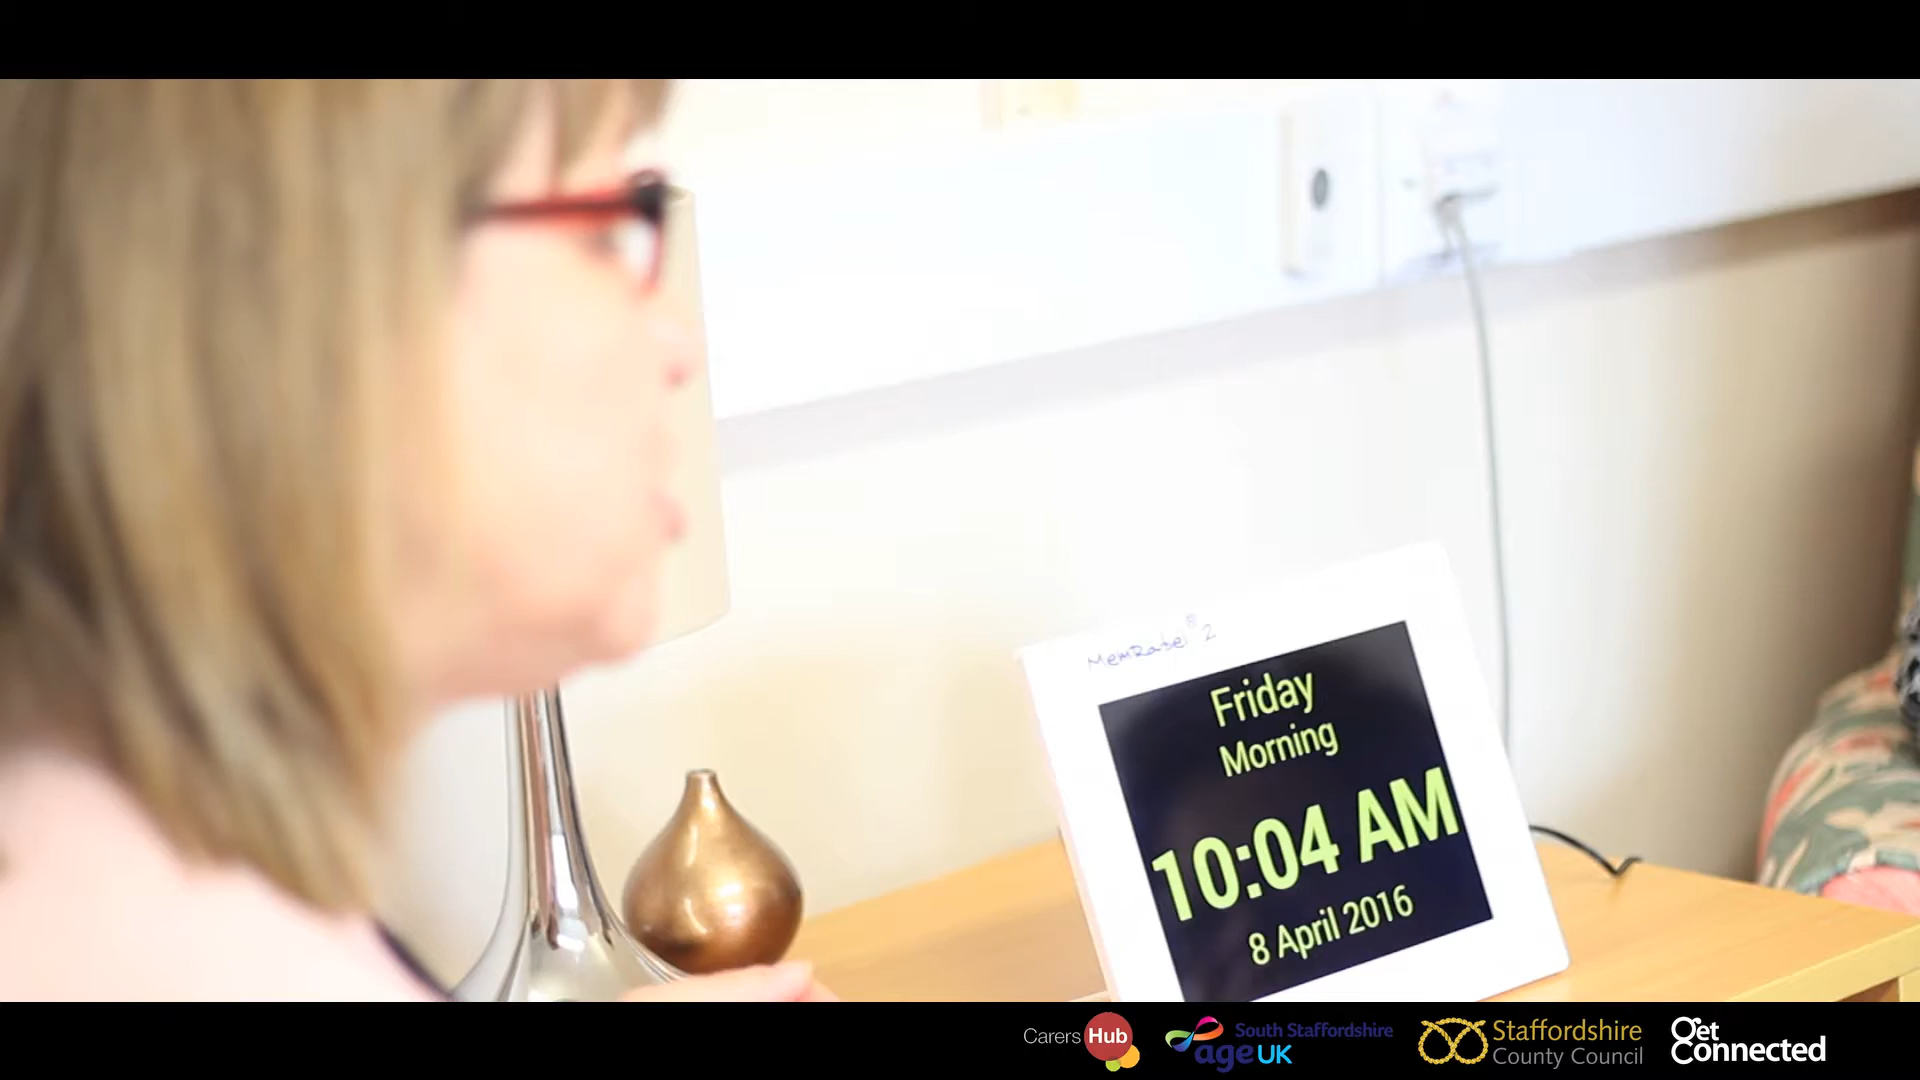 MemRabel® 2
Friday
Morning
10:04 AM
8 April 2016
Carers Hub
South Staffordshire
age UK
Staffordshire
County Council
Get
Connected